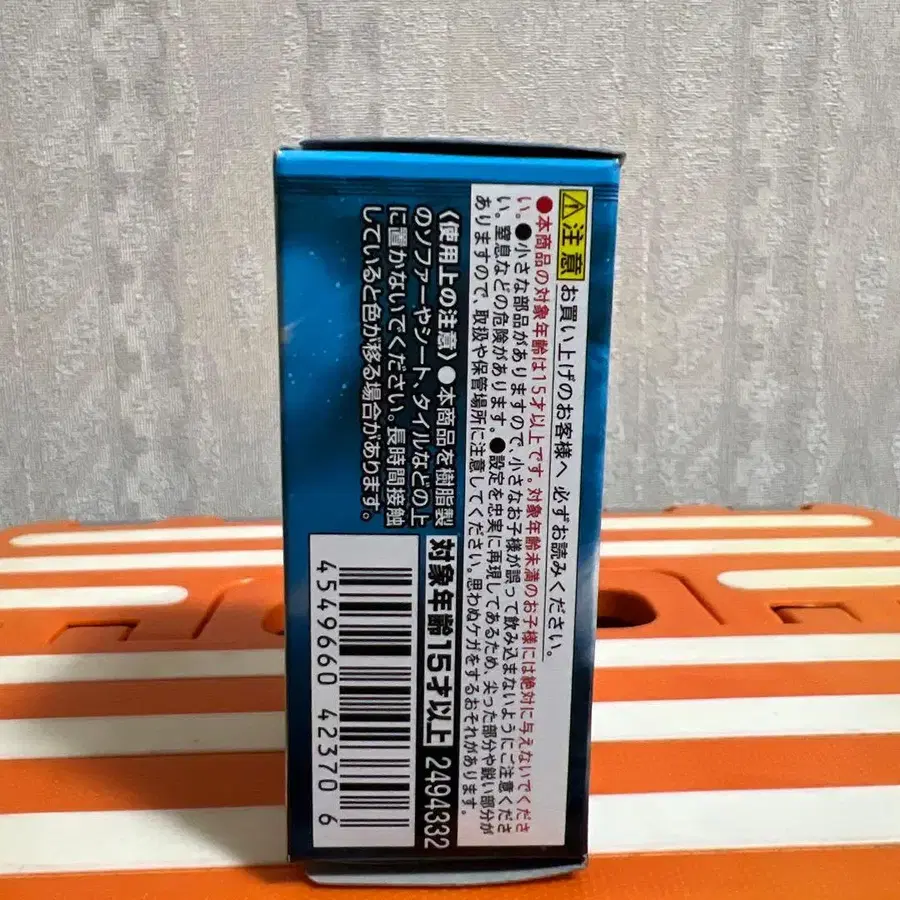 注意 お買い上げのお客様へ 必ずお読みください。
●本商品の対象年齢は15才以上です。対象年齢未満のお子様には絶対に与えないでくださ
い。●小さな部品がありますので、小さなお子様が誤って飲み込まないようにご注意くださ
い。窒息などの危険があります。●設定を忠実に再現してあるため、尖った部分や鋭い部分が
ありますので、取扱や保管場所に注意してください。思わぬケガをするおそれがあります。
〈使用上の注意〉●本商品を樹脂製
のソファーやシート、タイルなどの上
に置かないでください。長時間接触
していると色が移る場合があります。
対象年齢15才以上 2494332
4549660 42370 6